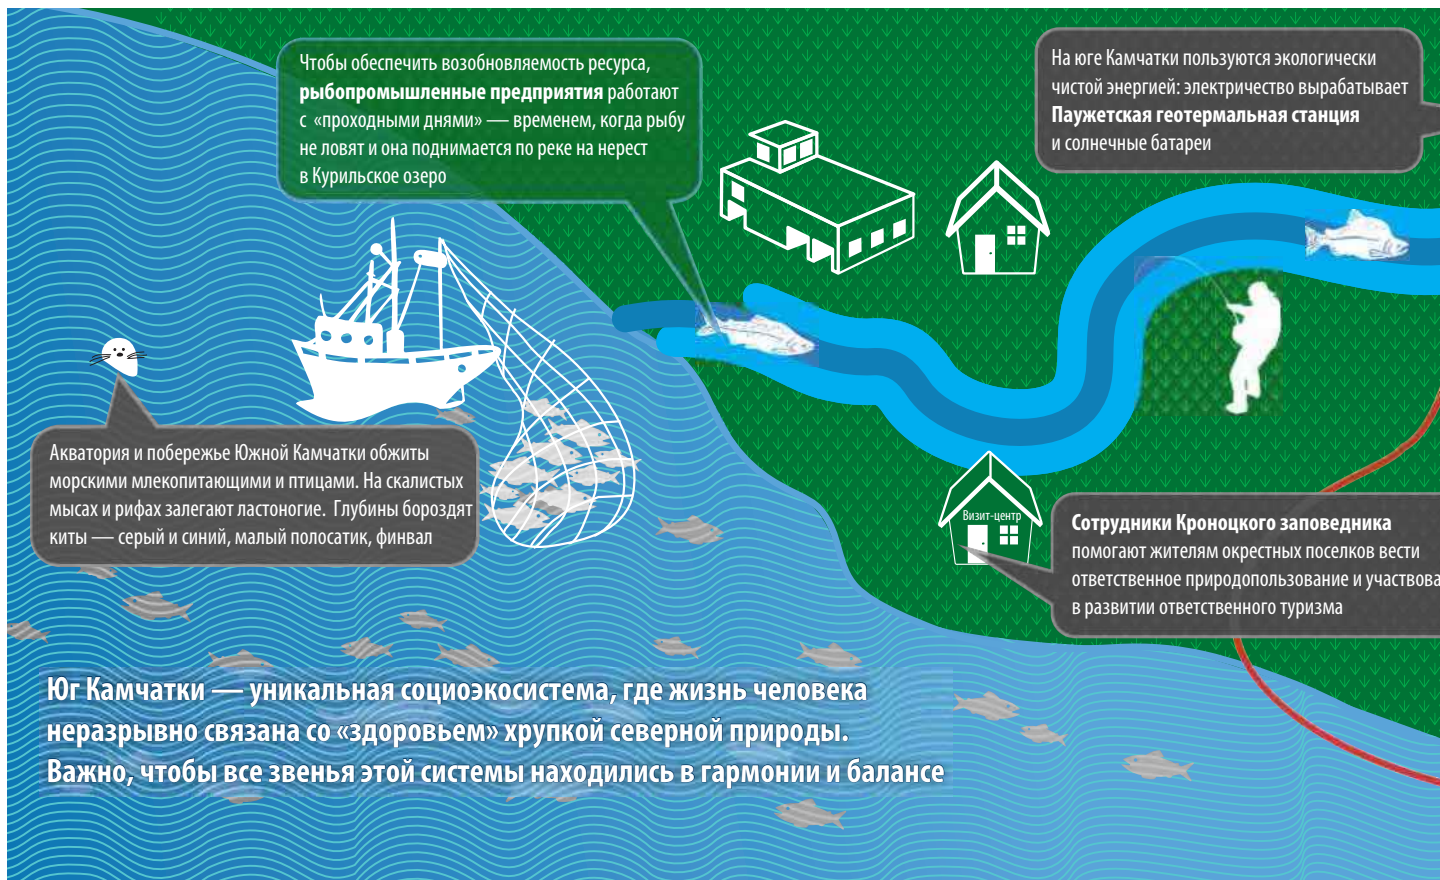 Чтобы обеспечить возобновляемость ресурса,
рыбопромышленные предприятия работают
с «проходными днями» — временем, когда рыбу
не ловят и она поднимается по реке на нерест
в Курильское озеро
На юге Камчатки пользуются экологически
чистой энергией: электричество вырабатывает
Паужетская геотермальная станция
и солнечные батареи
Акватория и побережье Южной Камчатки обжиты
морскими млекопитающими и птицами. На скалистых
мысах и рифах залегают ластоногие. Глубины бороздят
киты — серый и синий, малый полосатик, финвал
Визит-центр
Сотрудники Кроноцкого заповедника
помогают жителям окрестных поселков вести
ответственное природопользование и
в развитии ответственного туризма
Юг Камчатки — уникальная социоэкосистема, где жизнь человека
неразрывно связана со «здоровьем» хрупкой северной природы.
Важно, чтобы все звенья этой системы находились в гармонии и балансе